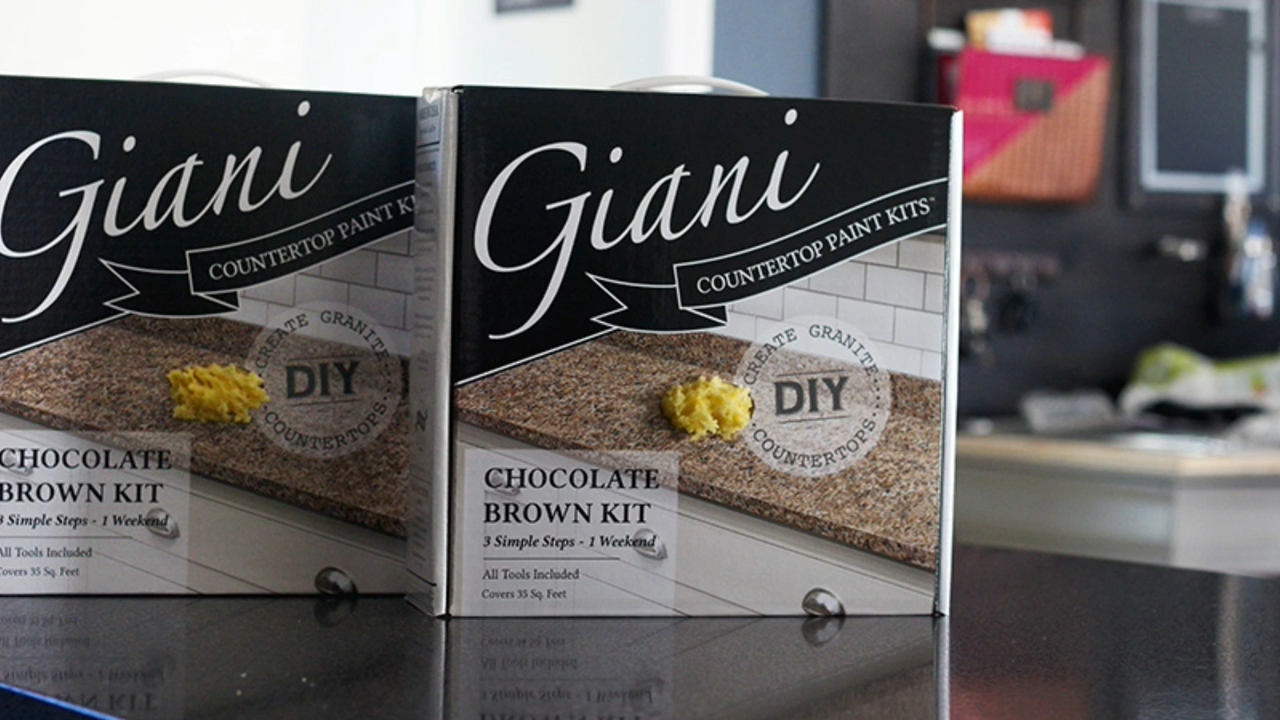 Giani
COUNTERTOP PAINT
CREATE GRANITE
DIY
COUNTERTOPS...
CHOCOLATE
BROWN KIT
3 Simple Steps - 1 Weekend
All Tools Included
Covers 35 Sq. Feet
Giani
COUNTERTOP PAINT KITS™
CREATE GRANITE
DIY
COUNTERTOPS...
CHOCOLATE
BROWN KIT
3 Simple Steps - 1 Weekend
All Tools Included
Covers 35 Sq. Feet